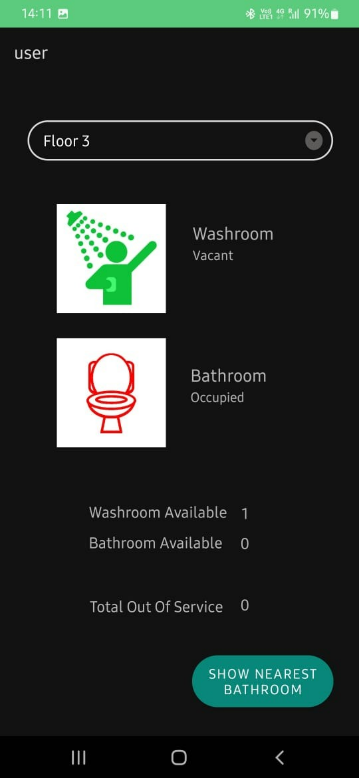 14:11 91%
user
Floor 3
Washroom
Vacant
Bathroom
Occupied
Washroom Available 1
Bathroom Available 0
Total Out Of Service 0
SHOW NEAREST
BATHROOM